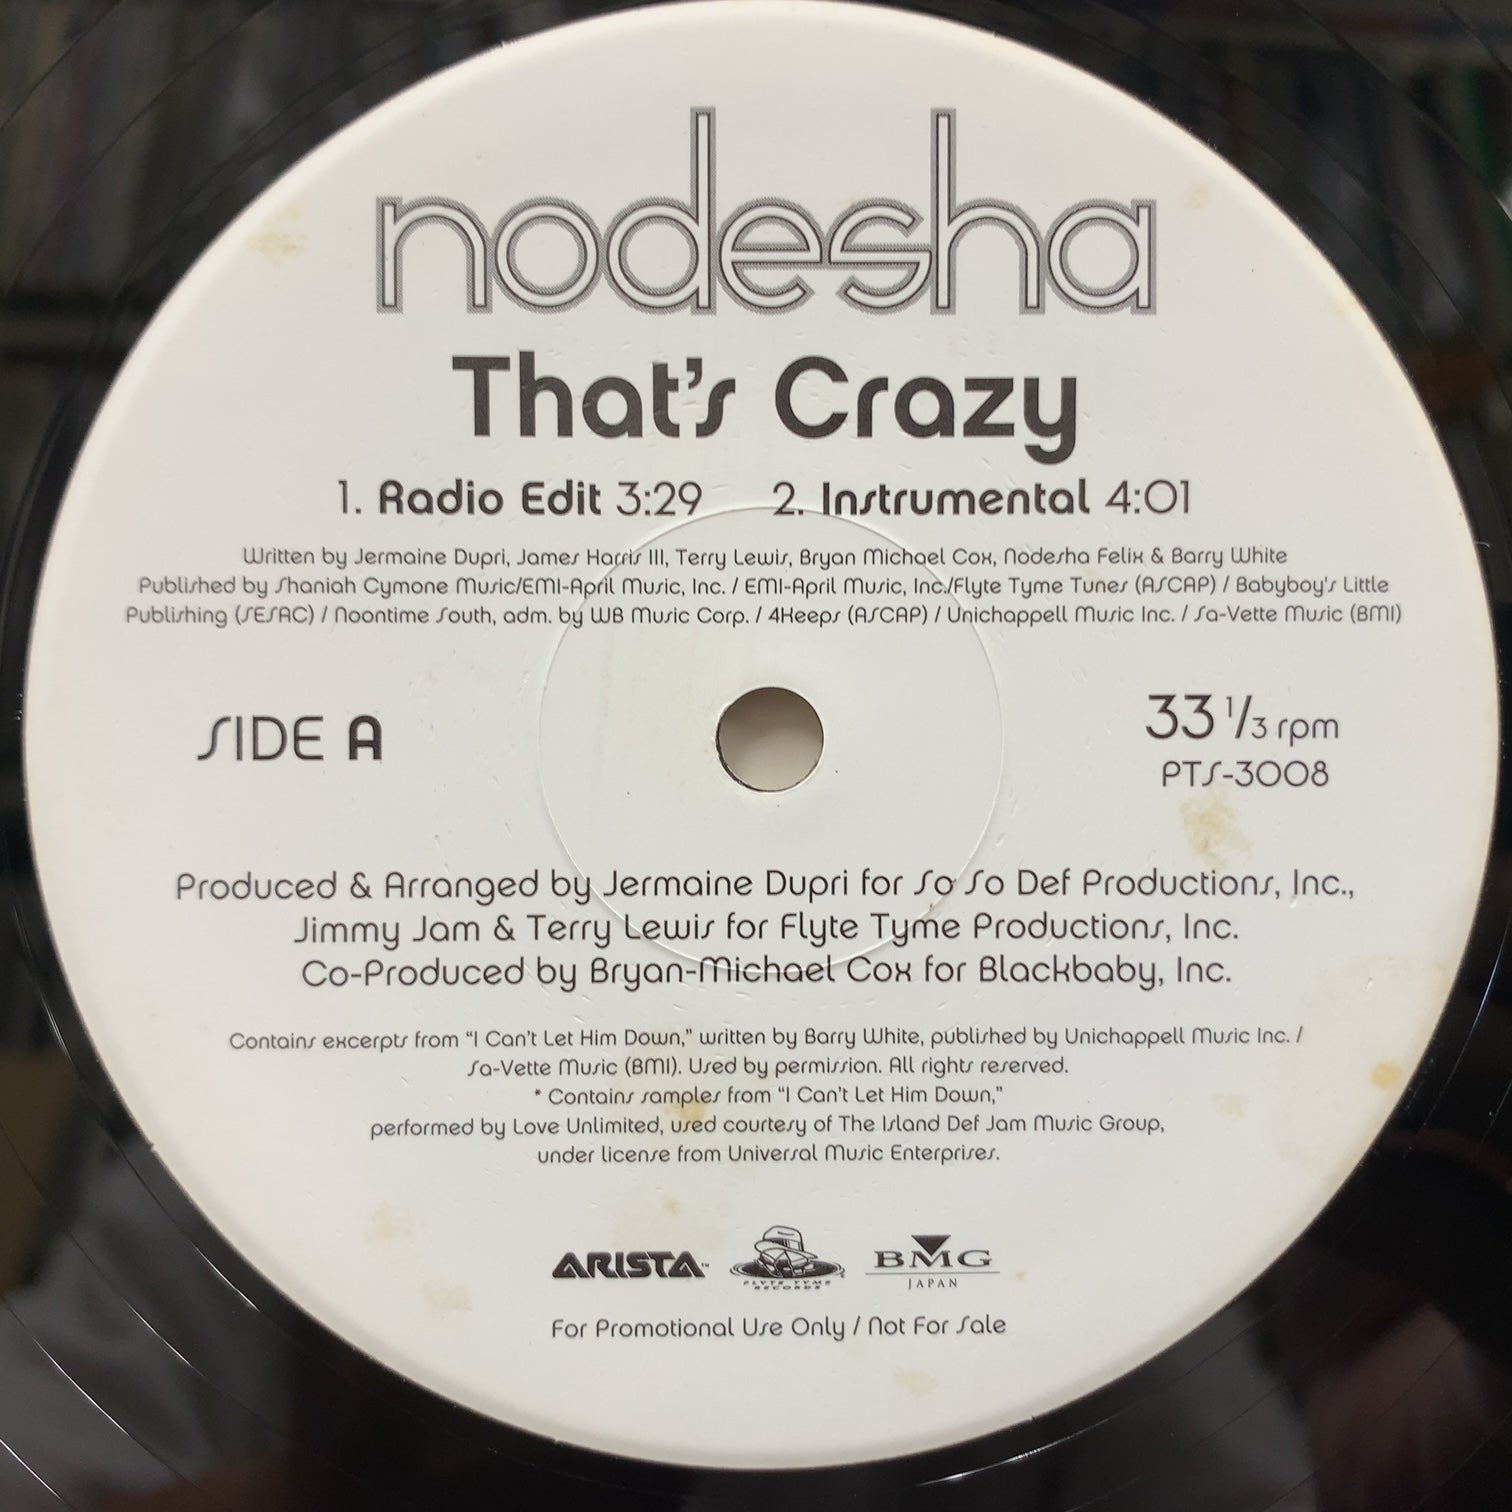 nodesha
That's Crazy
1. Radio Edit 3:29 2. Instrumental 4:01
Written by Jermaine Dupri, James Harris III, Terry Lewis, Bryan Michael Cox, Nodesha Felix & Barry White
Published by Shaniah Cymone Music/EMI-April Music, Inc. / EMI-April Music, Inc./Flyte Tyme Tunes (ASCAP) / Babyboy's Little
Publishing (SESAC) / Noontime South, adm. by WB Music Corp. / 4Keeps (ASCAP) / Unichappell Music Inc. / Sa-Vette Music (BMI)
SIDE A
33 1/3 rpm
PTS-3008
Produced & Arranged by Jermaine Dupri for So So Def Productions, Inc.,
Jimmy Jam & Terry Lewis for Flyte Tyme Productions, Inc.
Co-Produced by Bryan-Michael Cox for Blackbaby, Inc.
Contains excerpts from “I Can't Let Him Down,” written by Barry White, published by Unichappell Music Inc. /
Sa-Vette Music (BMI). Used by permission. All rights reserved.
* Contains samples from “I Can't Let Him Down,”
performed by Love Unlimited, used courtesy of The Island Def Jam Music Group,
under license from Universal Music Enterprises.
ARISTA™ FLYTE TYME RECORDS BMG JAPAN
For Promotional Use Only / Not For Sale